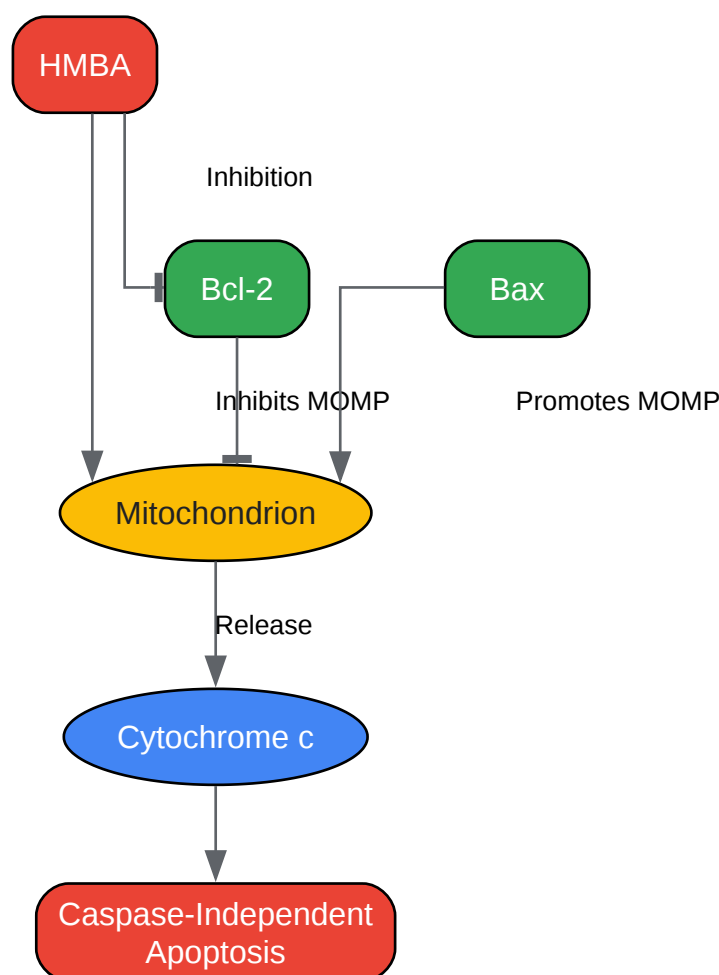 HMBA
Inhibition
Bcl-2
Bax
Inhibits MOMP
Promotes MOMP
Mitochondrion
Release
Cytochrome c
Caspase-Independent
Apoptosis